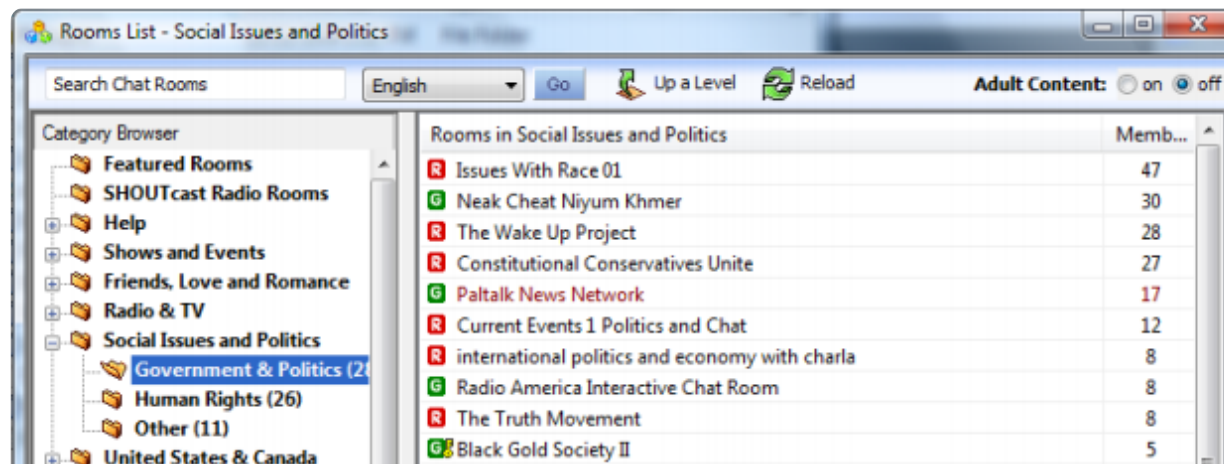 Rooms List - Social Issues and Politics
Search Chat Rooms English Go Up a Level Reload Adult Content: on off
Category Browser
Featured Rooms
SHOUTcast Radio Rooms
Help
Shows and Events
Friends, Love and Romance
Radio & TV
Social Issues and Politics
Government & Politics (28
Human Rights (26)
Other (11)
United States & Canada
Rooms in Social Issues and Politics Memb...
R Issues With Race 01 47
G Neak Cheat Niyum Khmer 30
R The Wake Up Project 28
R Constitutional Conservatives Unite 27
G Paltalk News Network 17
R Current Events 1 Politics and Chat 12
R international politics and economy with charla 8
G Radio America Interactive Chat Room 8
R The Truth Movement 8
G Black Gold Society II 5